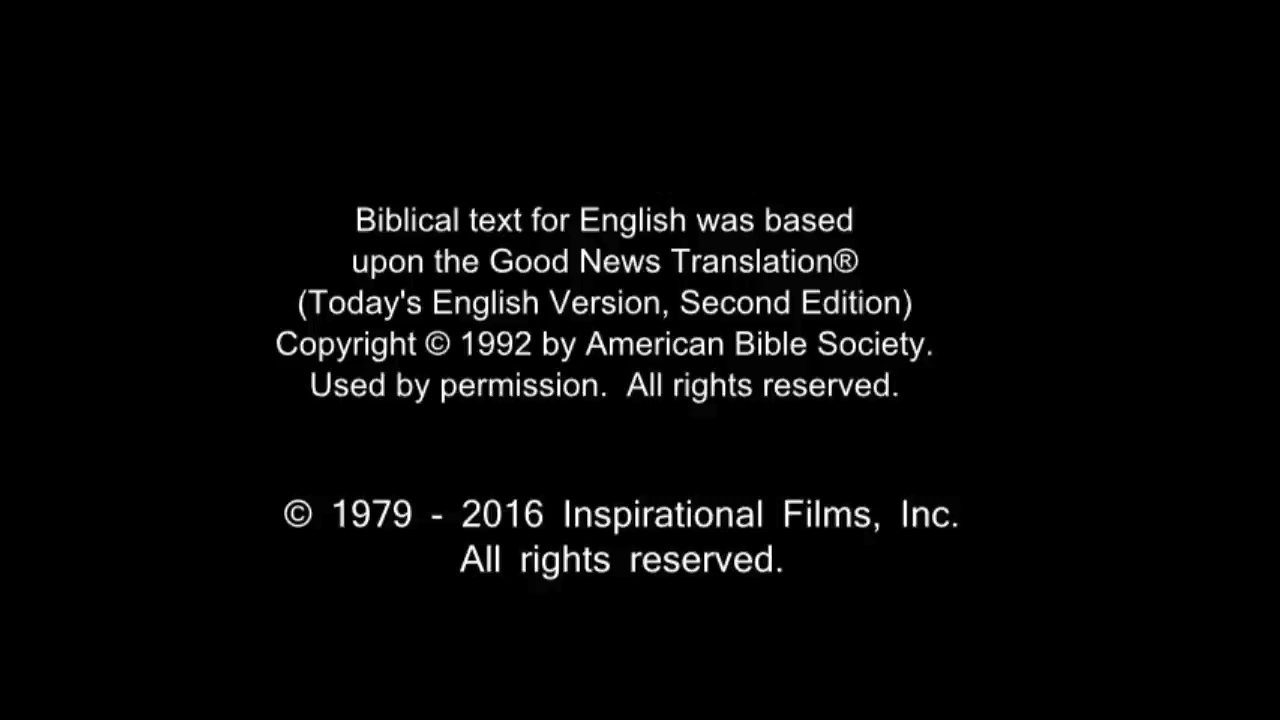 Biblical text for English was based
upon the Good News Translation®
(Today's English Version, Second Edition)
Copyright © 1992 by American Bible Society.
Used by permission.  All rights reserved.
© 1979 - 2016 Inspirational Films, Inc.
All rights reserved.